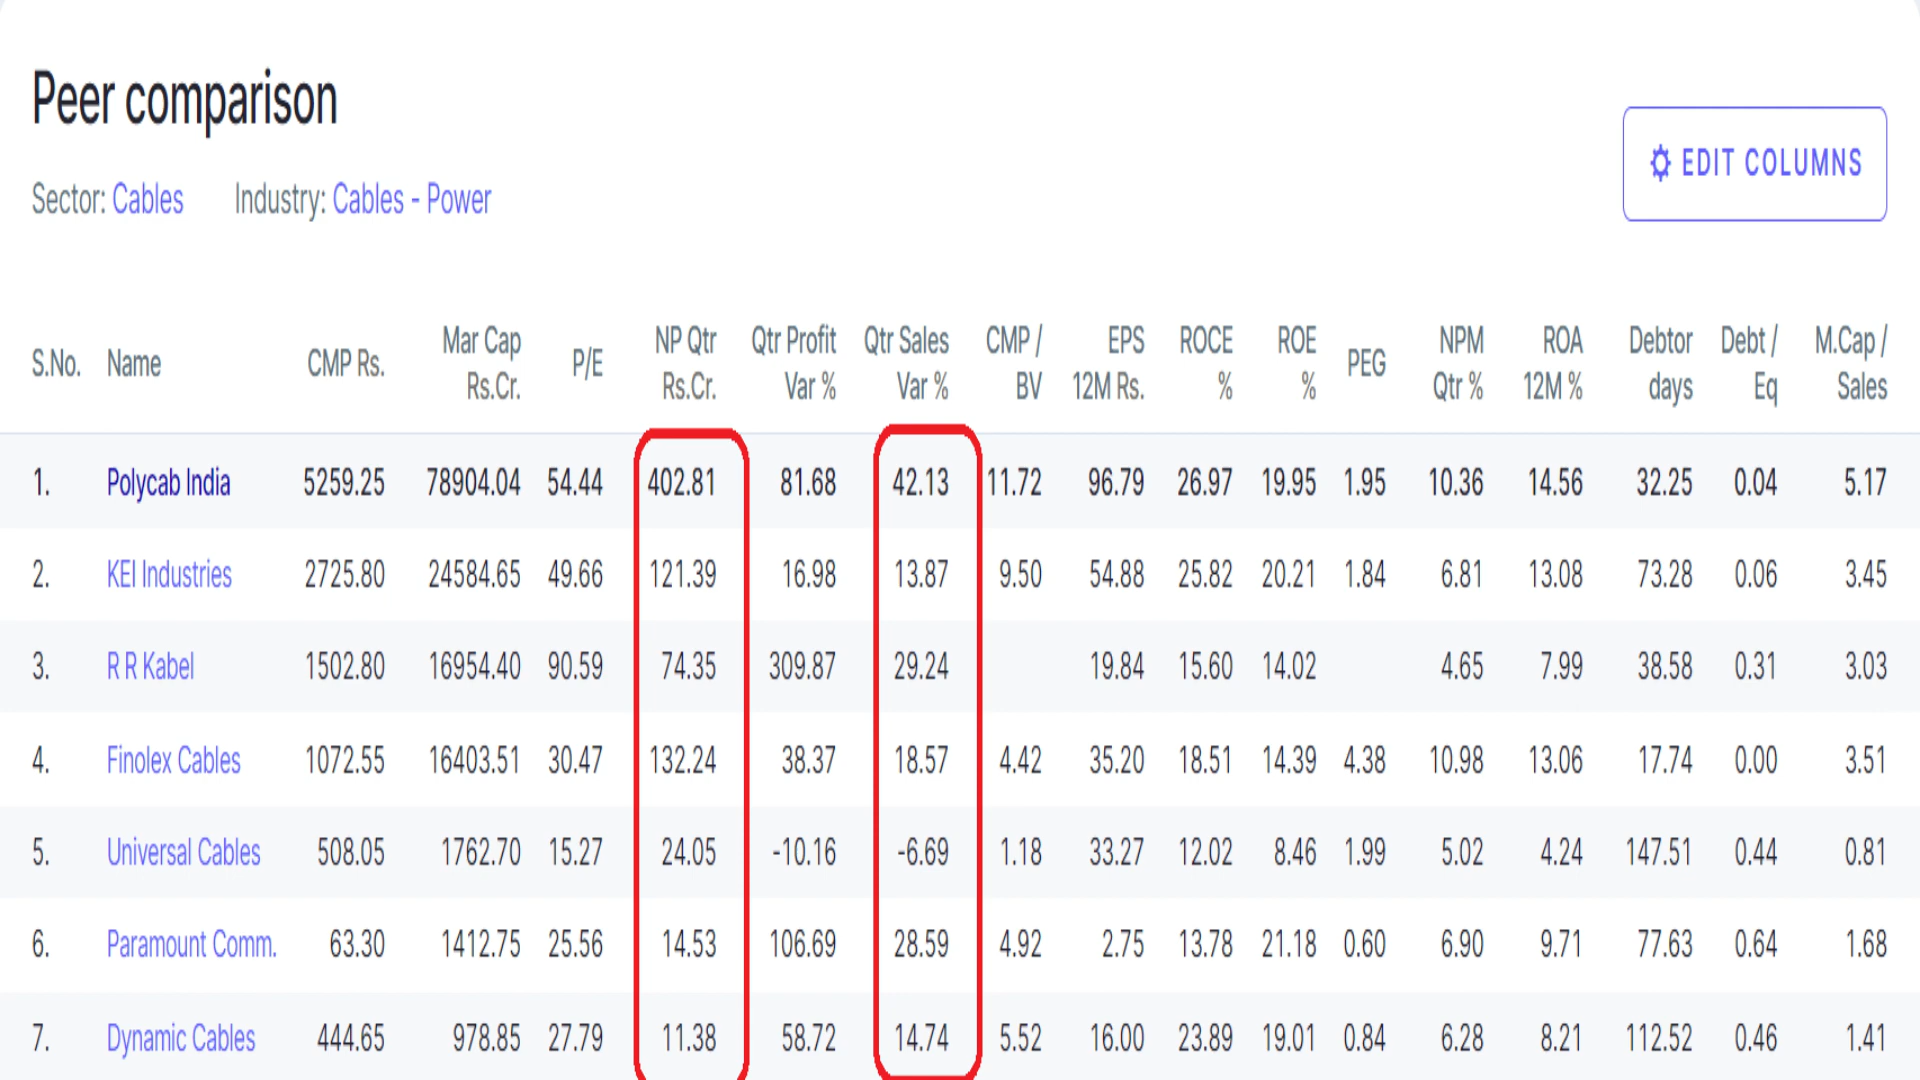 Peer comparison
EDIT COLUMNS
Sector: Cables Industry: Cables - Power
S.No. Name CMP Rs. Mar Cap Rs.Cr. P/E NP Qtr Rs.Cr. Qtr Profit Var % Qtr Sales Var % CMP / BV EPS 12M Rs. ROCE % ROE % PEG NPM Qtr % ROA 12M % Debtor days Debt / Eq M.Cap / Sales
1. Polycab India 5259.25 78904.04 54.44 402.81 81.68 42.13 11.72 96.79 26.97 19.95 1.95 10.36 14.56 32.25 0.04 5.17
2. KEI Industries 2725.80 24584.65 49.66 121.39 16.98 13.87 9.50 54.88 25.82 20.21 1.84 6.81 13.08 73.28 0.06 3.45
3. R R Kabel 1502.80 16954.40 90.59 74.35 309.87 29.24 19.84 15.60 14.02 4.65 7.99 38.58 0.31 3.03
4. Finolex Cables 1072.55 16403.51 30.47 132.24 38.37 18.57 4.42 35.20 18.51 14.39 4.38 10.98 13.06 17.74 0.00 3.51
5. Universal Cables 508.05 1762.70 15.27 24.05 -10.16 -6.69 1.18 33.27 12.02 8.46 1.99 5.02 4.24 147.51 0.44 0.81
6. Paramount Comm. 63.30 1412.75 25.56 14.53 106.69 28.59 4.92 2.75 13.78 21.18 0.60 6.90 9.71 77.63 0.64 1.68
7. Dynamic Cables 444.65 978.85 27.79 11.38 58.72 14.74 5.52 16.00 23.89 19.01 0.84 6.28 8.21 112.52 0.46 1.41